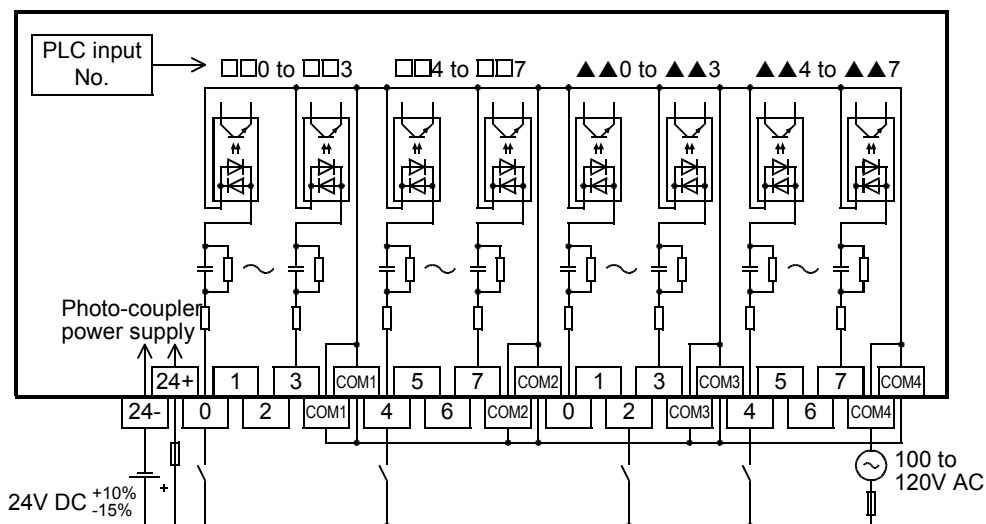 PLC input
No.
□□0 to □□3
□□4 to □□7
▲▲0 to ▲▲3
▲▲4 to ▲▲7
Photo-coupler
power supply
24+ 1 3 COM1 5 7 COM2 1 3 COM3 5 7 COM4
24- 0 2 COM1 4 6 COM2 0 2 COM3 4 6 COM4
24V DC +10%
-15%
+
100 to
120V AC